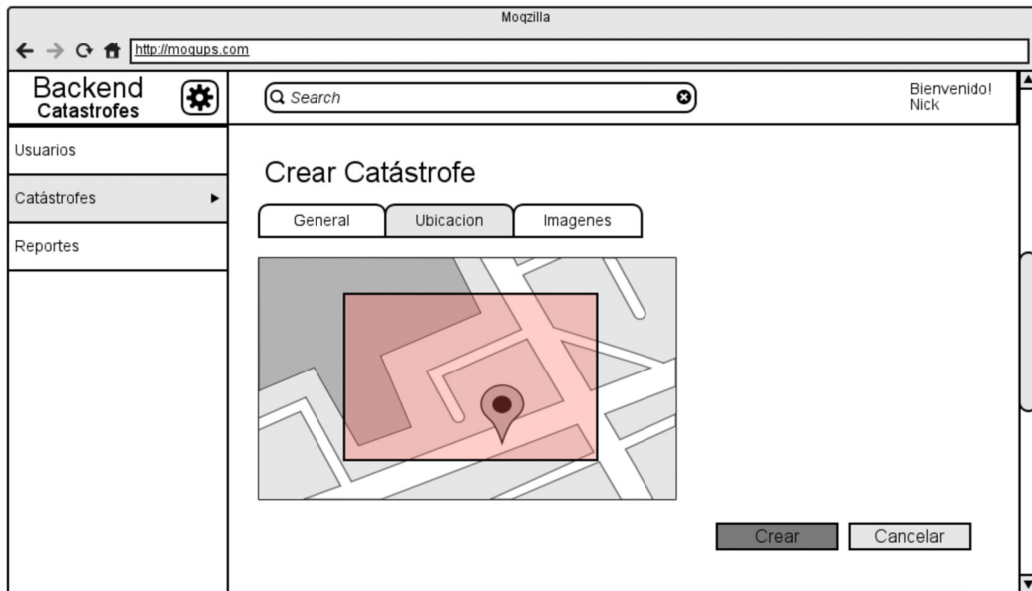 Moqzilla
http://moqups.com
Backend
Catastrofes
Search
Bienvenido!
Nick
Usuarios
Catástrofes
Reportes
Crear Catástrofe
General
Ubicacion
Imagenes
Crear
Cancelar